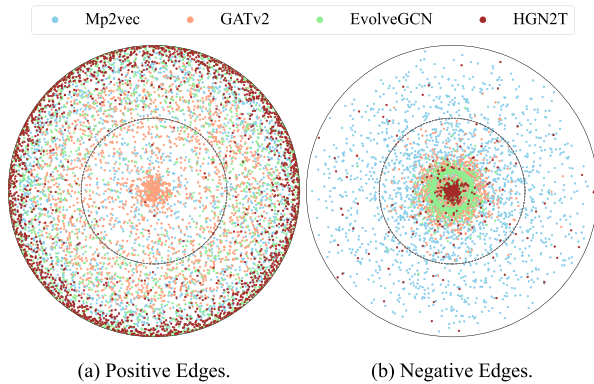 Mp2vec GATv2 EvolveGCN HGN2T
(a) Positive Edges. (b) Negative Edges.